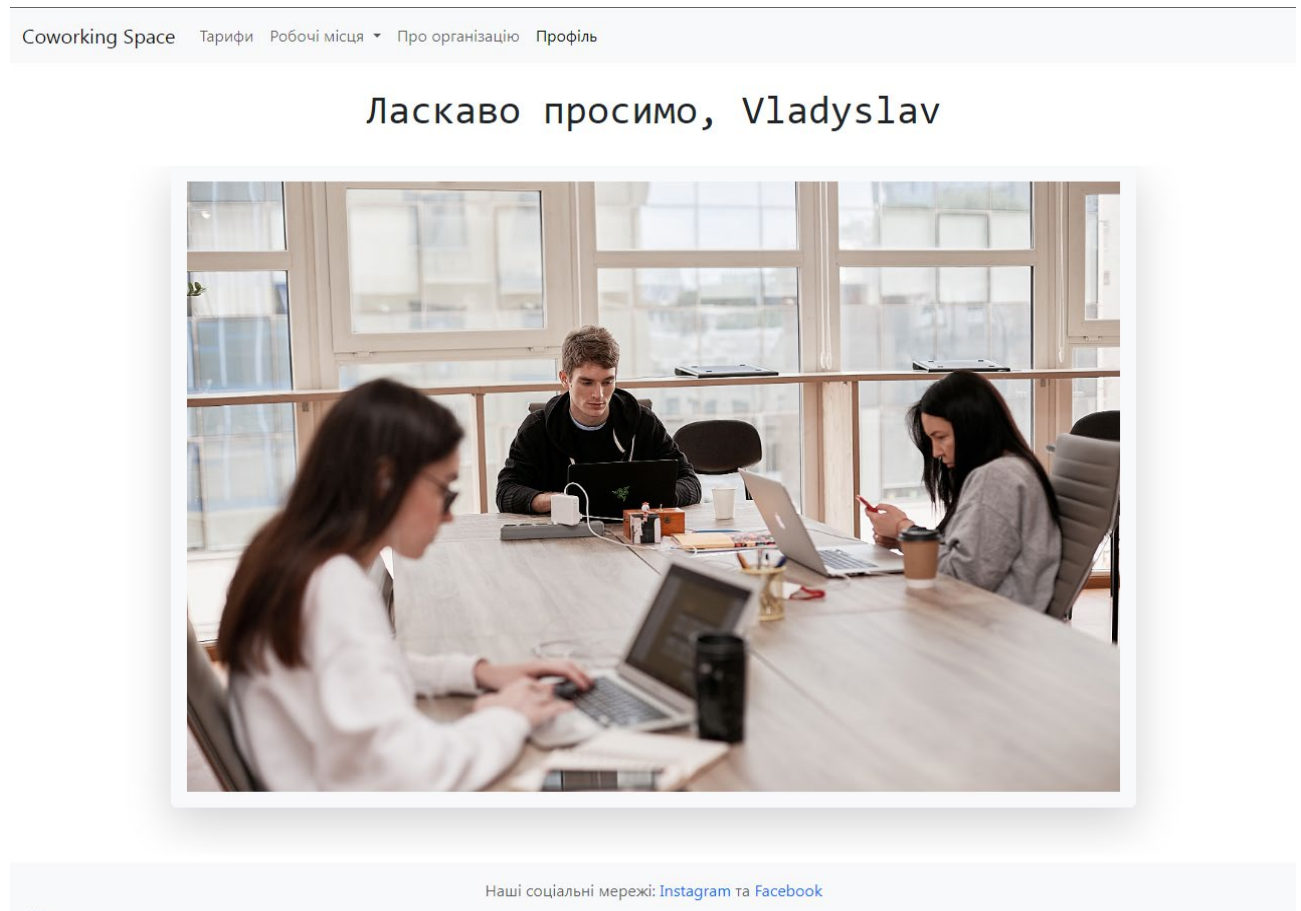 Coworking Space Тарифи Робочі місця Про організацію Профіль
Ласкаво просимо, Vladyslav
Наші соціальні мережі: Instagram та Facebook